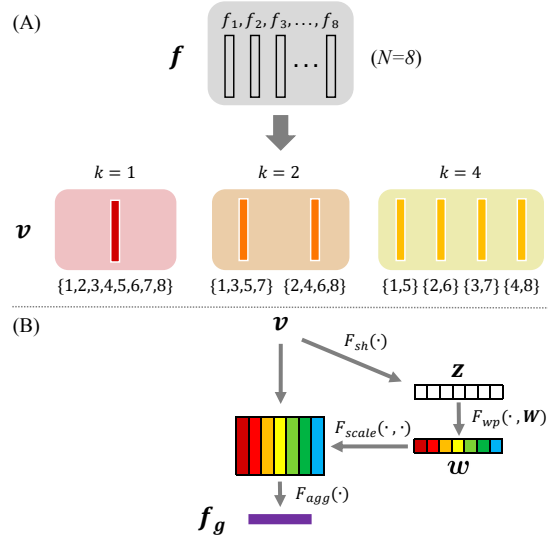 (A)
f₁, f₂, f₃, ..., f₈
f
...
(N=8)
k = 1
k = 2
k = 4
v
{1,2,3,4,5,6,7,8}
{1,3,5,7}
{2,4,6,8}
{1,5}
{2,6}
{3,7}
{4,8}
(B)
v
F_sh(·)
z
F_wp(·, W)
F_scale(·,·)
w
F_agg(·)
f_g